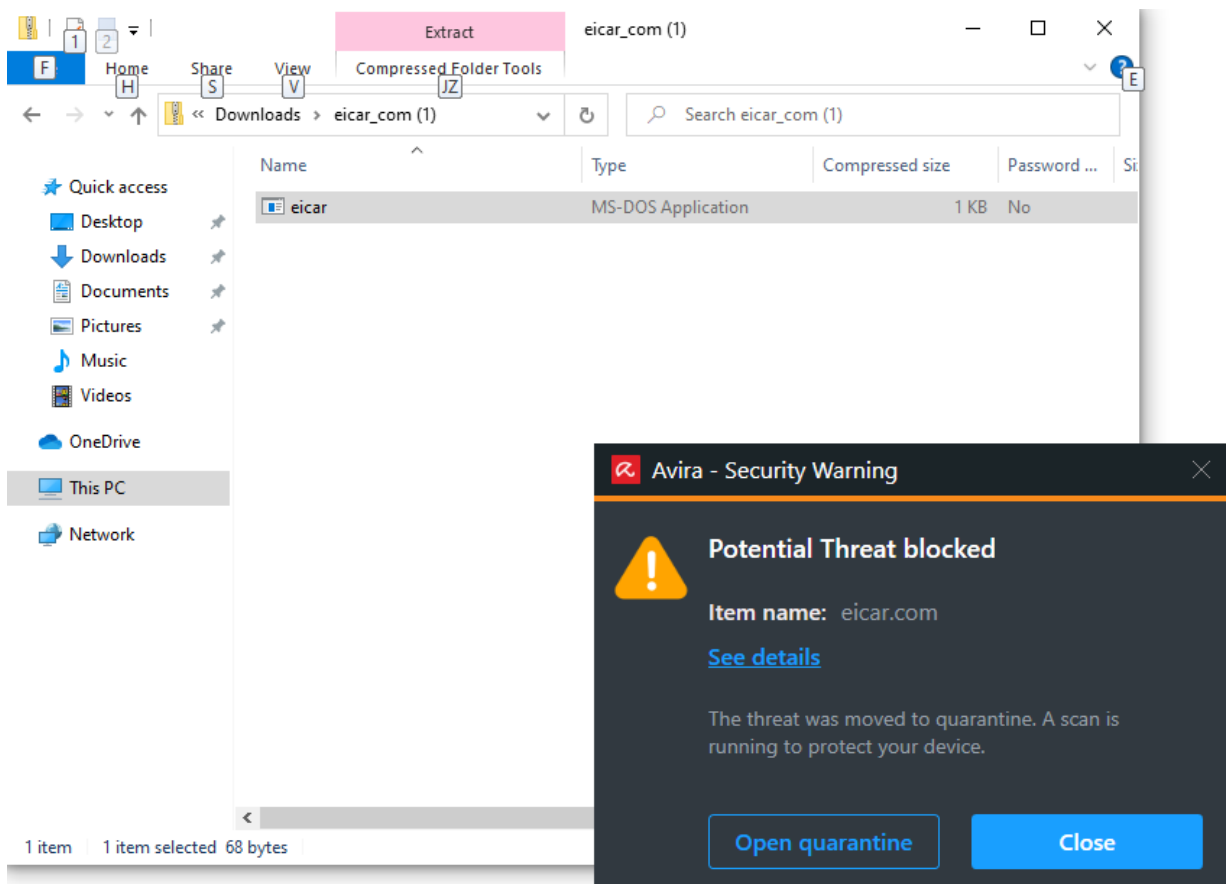 1
2
Extract
eicar_com (1)
F
Home
Share
View
Compressed Folder Tools
H
S
V
JZ
E
« Downloads > eicar_com (1)
Search eicar_com (1)
Name
Type
Compressed size
Password ...
Quick access
eicar
MS-DOS Application
1 KB
No
Desktop
Downloads
Documents
Pictures
Music
Videos
OneDrive
This PC
Network
Avira - Security Warning
Potential Threat blocked
Item name: eicar.com
See details
The threat was moved to quarantine. A scan is
running to protect your device.
Open quarantine
Close
1 item
1 item selected 68 bytes